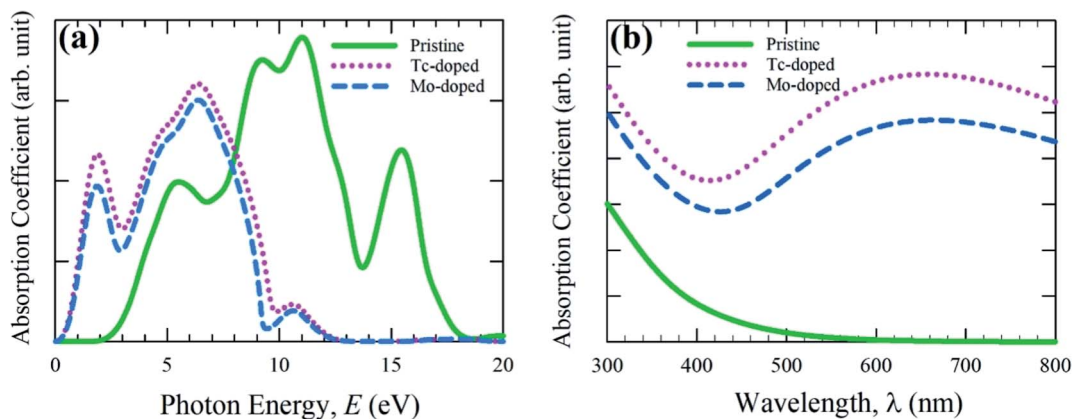 (a)
Pristine
Tc-doped
Mo-doped
Absorption Coefficient (arb. unit)
0 5 10 15 20
Photon Energy, E (eV)
(b)
Pristine
Tc-doped
Mo-doped
Absorption Coefficient (arb. unit)
300 400 500 600 700 800
Wavelength, λ (nm)